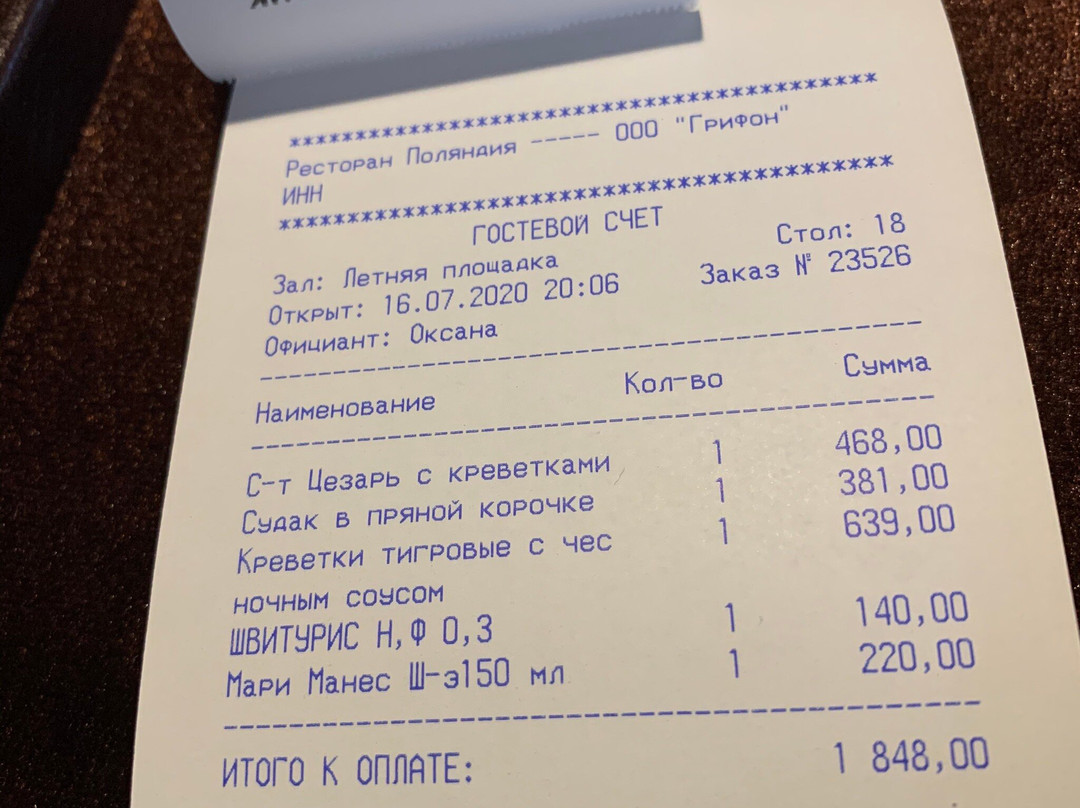 ****************************************
Ресторан Поляндия ----- ООО "Грифон"
ИНН
****************************************
ГОСТЕВОЙ СЧЕТ
Зал: Летняя площадка Стол: 18
Открыт: 16.07.2020 20:06 Заказ № 23526
Официант: Оксана
----------------------------------------
Наименование Кол-во Сумма
----------------------------------------
С-т Цезарь с креветками 1 468,00
Судак в пряной корочке 1 381,00
Креветки тигровые с чес 1 639,00
ночным соусом
ШВИТУРИС Н,Ф 0,3 1 140,00
Мари Манес Ш-э150 мл 1 220,00
----------------------------------------
ИТОГО К ОПЛАТЕ: 1 848,00